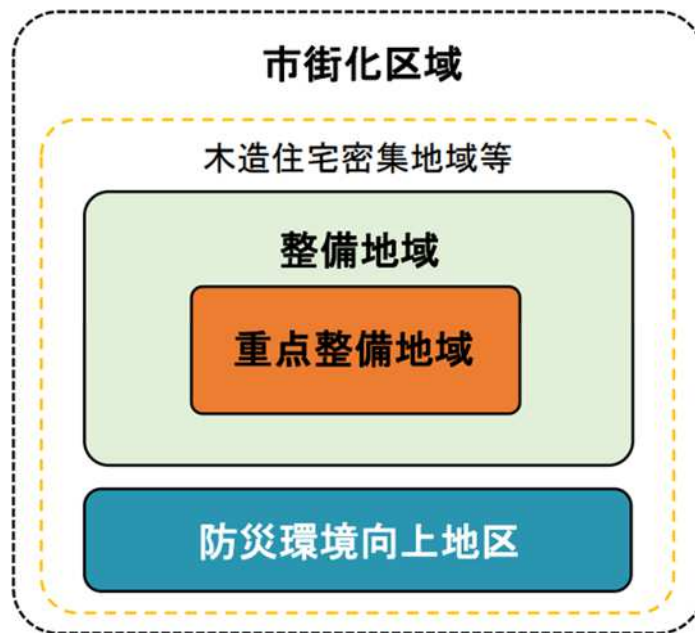 市街化区域
木造住宅密集地域等
整備地域
重点整備地域
防災環境向上地区